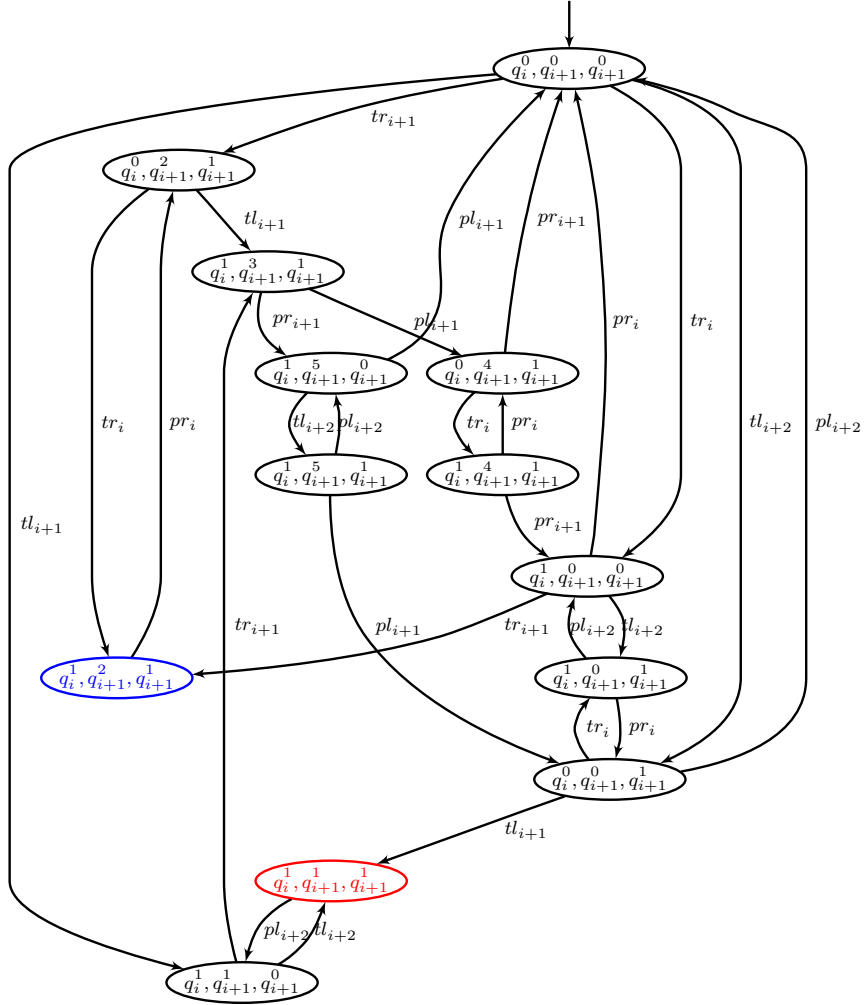 q_i^0, q_{i+1}^0, q_{i+1}^0
tr_{i+1}
q_i^0, q_{i+1}^2, q_{i+1}^1
tl_{i+1}
pl_{i+1}
pr_{i+1}
q_i^1, q_{i+1}^3, q_{i+1}^1
pr_{i+1}
pl_{i+1}
pr_i
tr_i
q_i^1, q_{i+1}^5, q_{i+1}^0
q_i^0, q_{i+1}^4, q_{i+1}^1
tr_i
pr_i
tl_{i+2}
pl_{i+2}
tr_i
pr_i
tl_{i+2}
pl_{i+2}
q_i^1, q_{i+1}^5, q_{i+1}^1
q_i^1, q_{i+1}^4, q_{i+1}^1
tl_{i+1}
pr_{i+1}
q_i^1, q_{i+1}^0, q_{i+1}^0
tr_{i+1}
pl_{i+1}
tr_{i+1}
pl_{i+2}
tl_{i+2}
q_i^1, q_{i+1}^2, q_{i+1}^1
q_i^1, q_{i+1}^0, q_{i+1}^1
tr_i
pr_i
q_i^0, q_{i+1}^0, q_{i+1}^1
tl_{i+1}
q_i^1, q_{i+1}^1, q_{i+1}^1
pl_{i+2}
tl_{i+2}
q_i^1, q_{i+1}^1, q_{i+1}^0